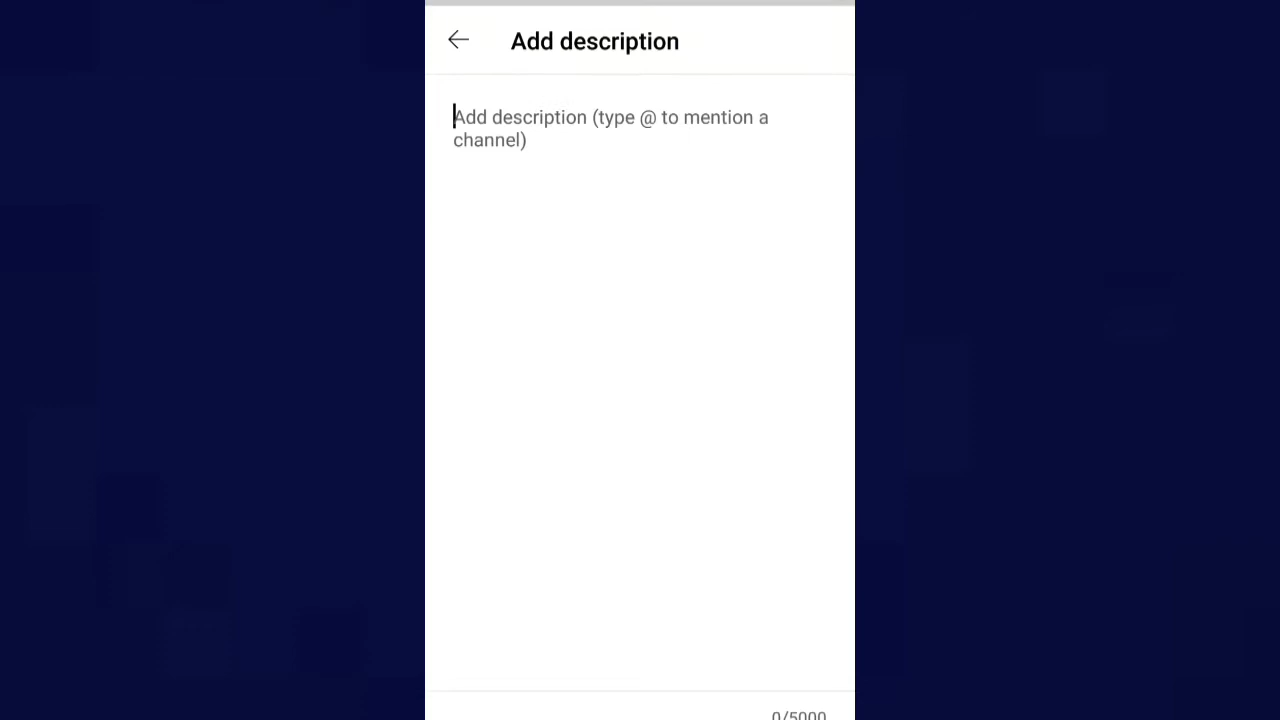 Add description
Add description (type @ to mention a
channel)
0/5000